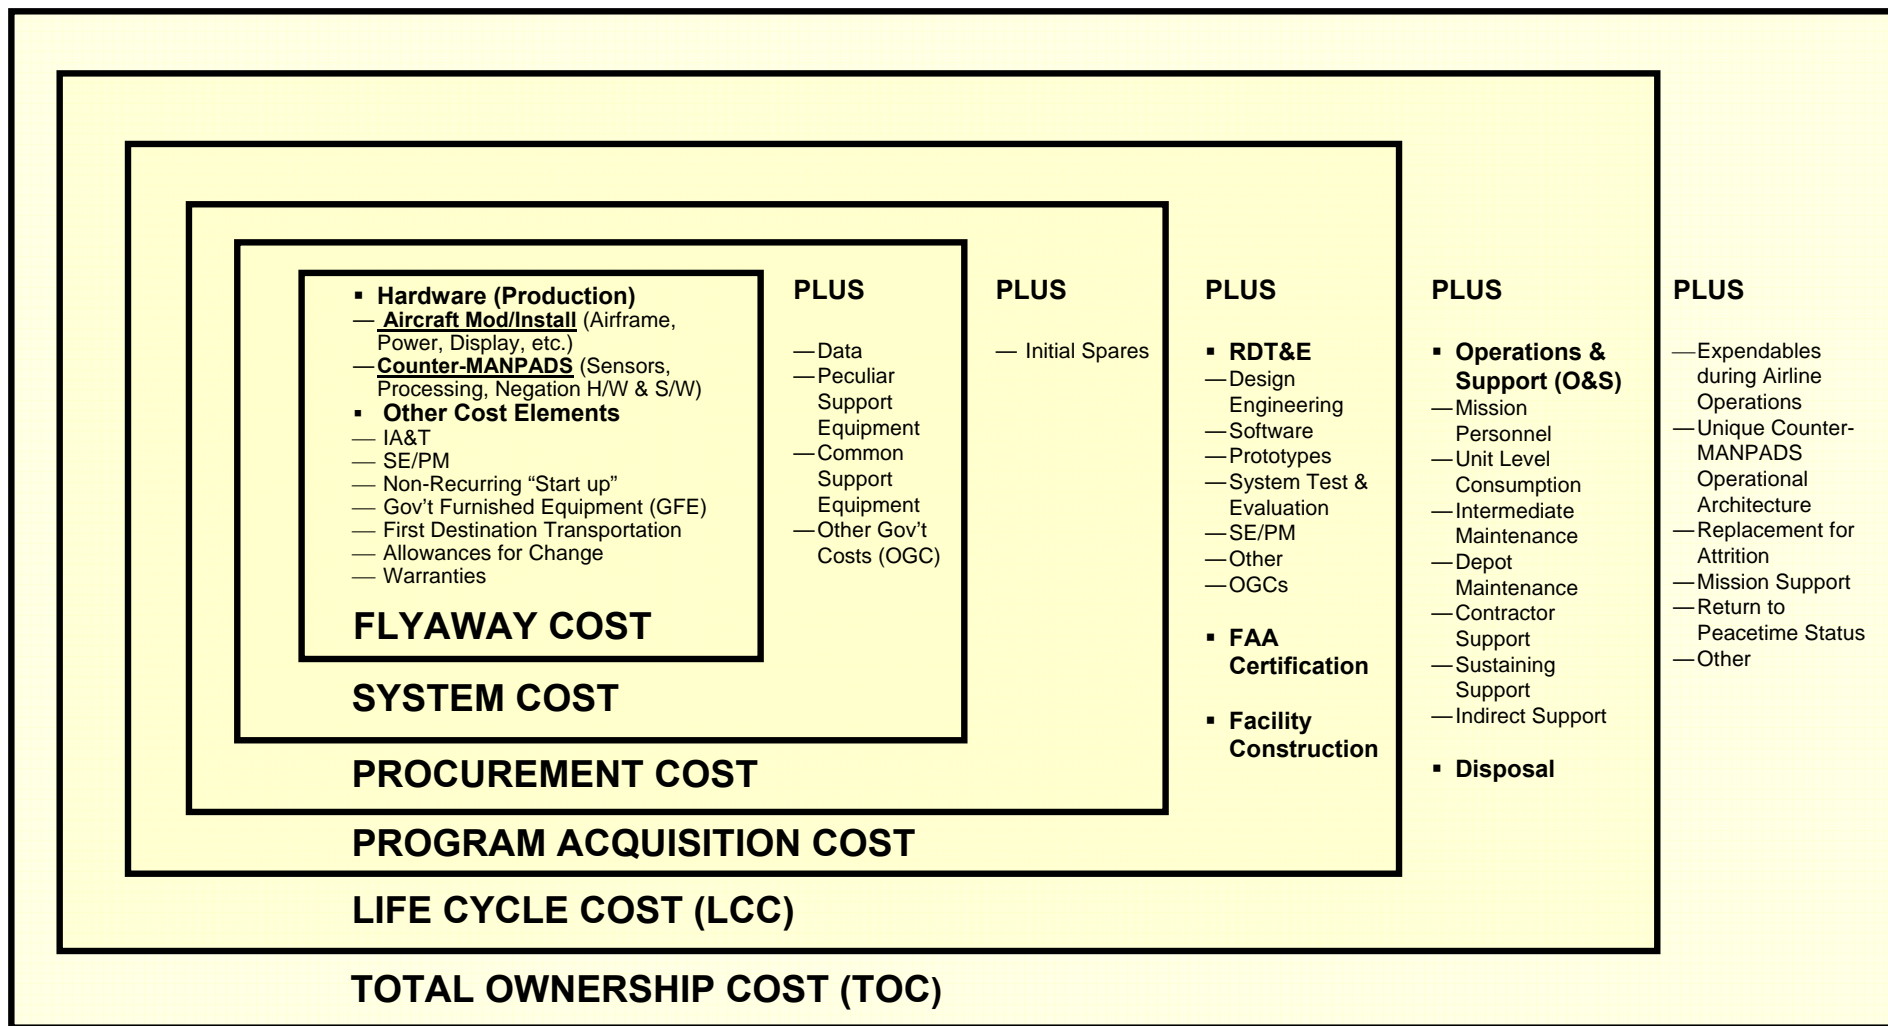 ▪ Hardware (Production)
— Aircraft Mod/Install (Airframe,
Power, Display, etc.)
—Counter-MANPADS (Sensors,
Processing, Negation H/W & S/W)
▪ Other Cost Elements
— IA&T
— SE/PM
— Non-Recurring “Start up”
— Gov’t Furnished Equipment (GFE)
— First Destination Transportation
— Allowances for Change
— Warranties
FLYAWAY COST
PLUS
—Data
—Peculiar
Support
Equipment
—Common
Support
Equipment
—Other Gov’t
Costs (OGC)
SYSTEM COST
PLUS
— Initial Spares
PROCUREMENT COST
PLUS
▪ RDT&E
—Design
Engineering
—Software
—Prototypes
—System Test &
Evaluation
—SE/PM
—Other
—OGCs
▪ FAA
Certification
▪ Facility
Construction
PROGRAM ACQUISITION COST
PLUS
▪ Operations &
Support (O&S)
—Mission
Personnel
—Unit Level
Consumption
—Intermediate
Maintenance
—Depot
Maintenance
—Contractor
Support
—Sustaining
Support
—Indirect Support
▪ Disposal
LIFE CYCLE COST (LCC)
PLUS
—Expendables
during Airline
Operations
—Unique Counter-
MANPADS
Operational
Architecture
—Replacement for
Attrition
—Mission Support
—Return to
Peacetime Status
—Other
TOTAL OWNERSHIP COST (TOC)